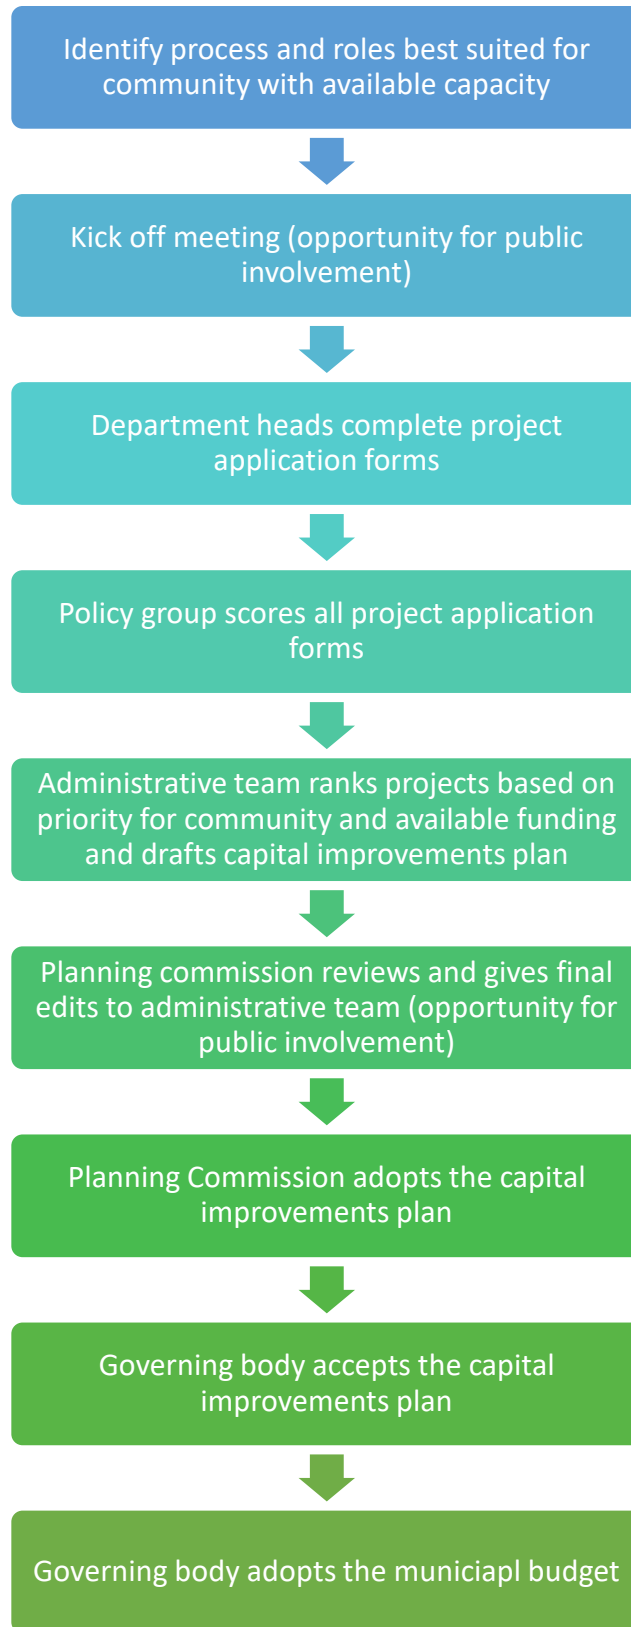 Identify process and roles best suited for
community with available capacity
Kick off meeting (opportunity for public
involvement)
Department heads complete project
application forms
Policy group scores all project application
forms
Administrative team ranks projects based on
priority for community and available funding
and drafts capital improvements plan
Planning commission reviews and gives final
edits to administrative team (opportunity for
public involvement)
Planning Commission adopts the capital
improvements plan
Governing body accepts the capital
improvements plan
Governing body adopts the municiapl budget